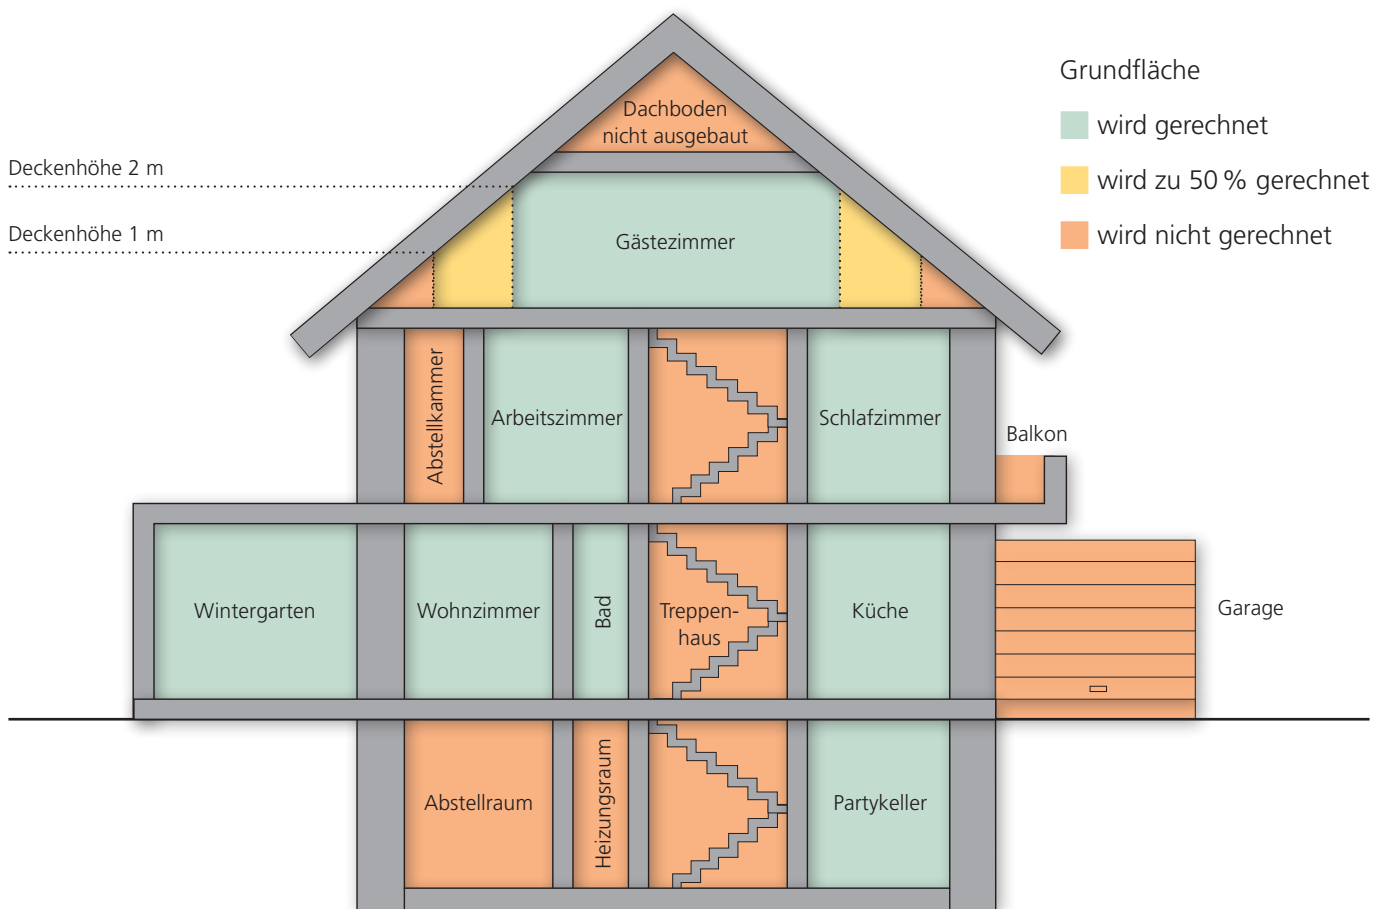 Grundfläche
wird gerechnet
wird zu 50 % gerechnet
wird nicht gerechnet
Dachboden
nicht ausgebaut
Deckenhöhe 2 m
Deckenhöhe 1 m
Gästezimmer
Abstellkammer
Arbeitszimmer
Schlafzimmer
Balkon
Wintergarten
Wohnzimmer
Bad
Treppen-
haus
Küche
Garage
Abstellraum
Heizungsraum
Partykeller